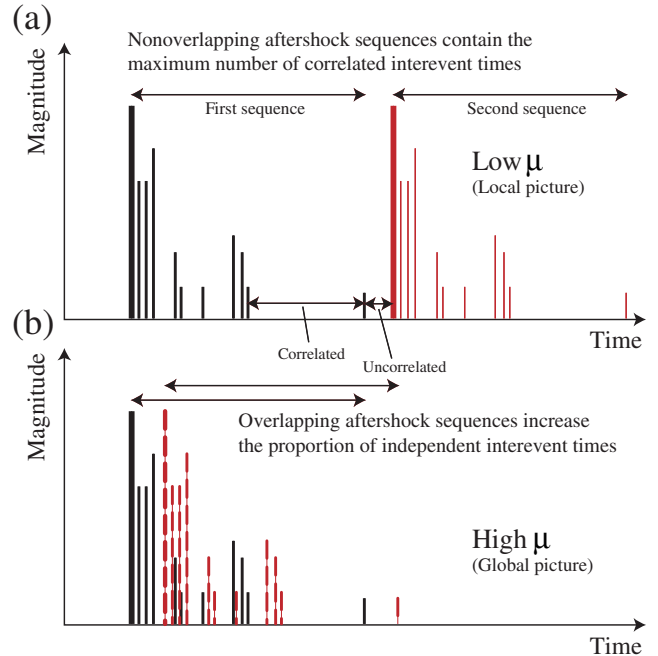 (a)
Nonoverlapping aftershock sequences contain the
maximum number of correlated interevent times
Magnitude
First sequence
Second sequence
Low μ
(Local picture)
Time
Correlated
Uncorrelated
(b)
Magnitude
Overlapping aftershock sequences increase
the proportion of independent interevent times
High μ
(Global picture)
Time